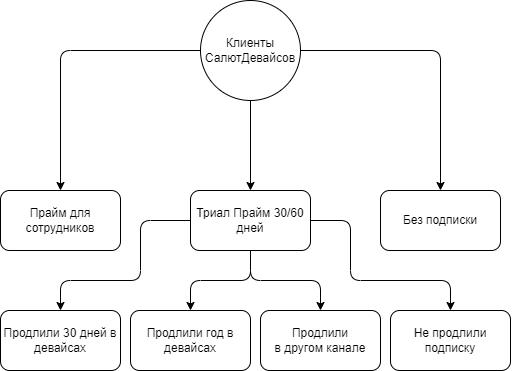 Клиенты
СалютДевайсов
Прайм для
сотрудников
Триал Прайм 30/60
дней
Без подписки
Продлили 30 дней в
девайсах
Продлили год в
девайсах
Продлили
в другом канале
Не продлили
подписку